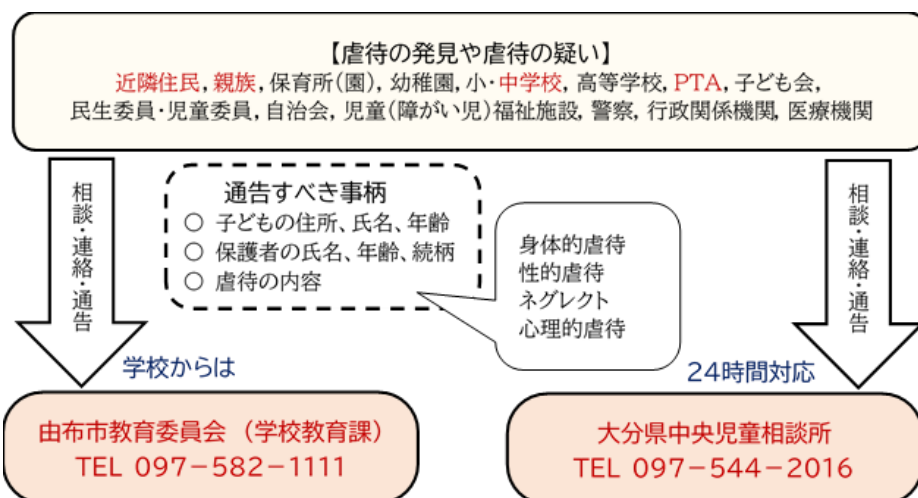 【虐待の発見や虐待の疑い】
近隣住民, 親族, 保育所(園), 幼稚園, 小・中学校, 高等学校, PTA, 子ども会,
民生委員・児童委員, 自治会, 児童(障がい児)福祉施設, 警察, 行政関係機関, 医療機関
相談・連絡・通告
通告すべき事柄
○ 子どもの住所、氏名、年齢
○ 保護者の氏名、年齢、続柄
○ 虐待の内容
身体的虐待
性的虐待
ネグレクト
心理的虐待
相談・連絡・通告
学校からは
24時間対応
由布市教育委員会 (学校教育課)
TEL 097-582-1111
大分県中央児童相談所
TEL 097-544-2016